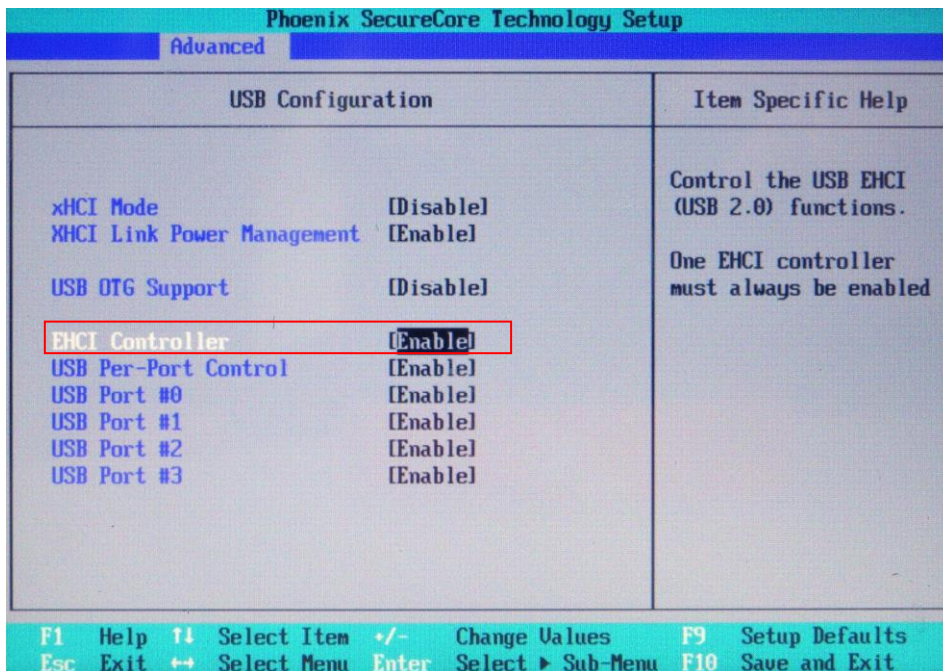 Phoenix SecureCore Technology Setup
Advanced
USB Configuration
Item Specific Help
xHCI Mode [Disable]
XHCI Link Power Management [Enable]
USB OTG Support [Disable]
EHCI Controller [Enable]
USB Per-Port Control [Enable]
USB Port #0 [Enable]
USB Port #1 [Enable]
USB Port #2 [Enable]
USB Port #3 [Enable]
Control the USB EHCI
(USB 2.0) functions.
One EHCI controller
must always be enabled
F1 Help ↑↓ Select Item +/- Change Values F9 Setup Defaults
Esc Exit ↔ Select Menu Enter Select ▶ Sub-Menu F10 Save and Exit